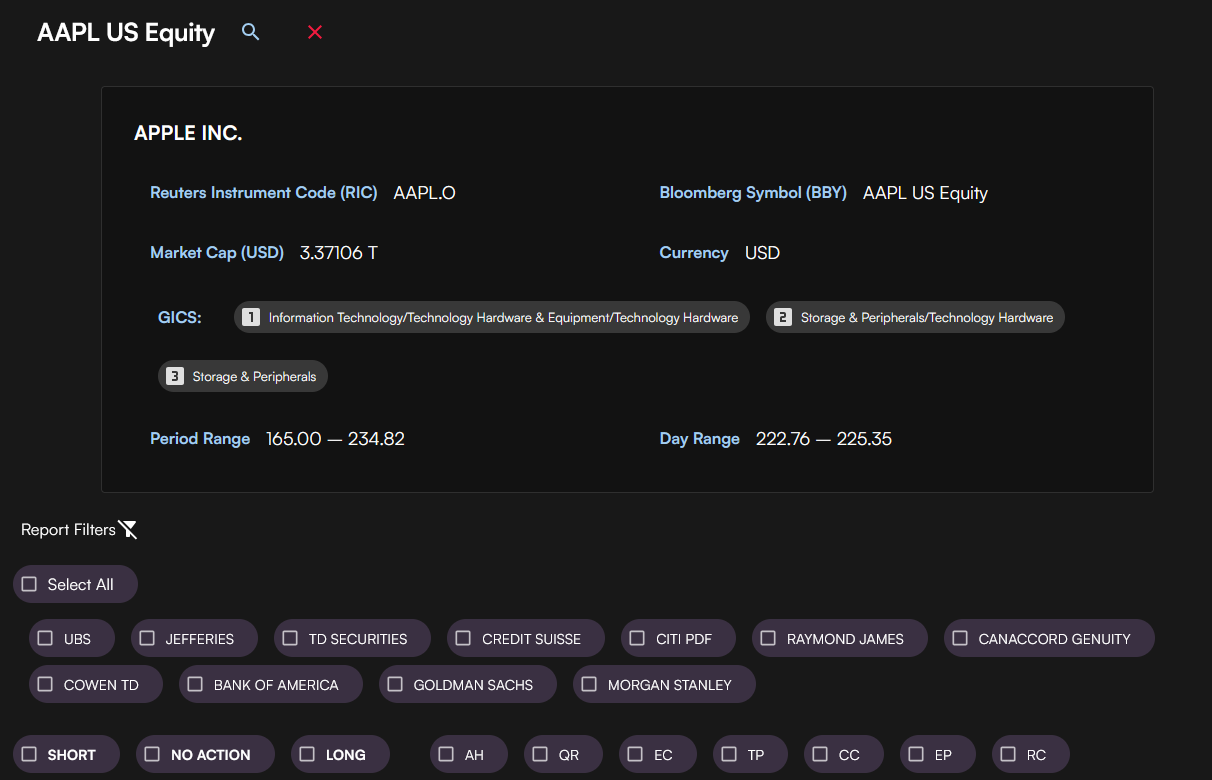 AAPL US Equity
APPLE INC.
Reuters Instrument Code (RIC) AAPL.O Bloomberg Symbol (BBY) AAPL US Equity
Market Cap (USD) 3.37106 T Currency USD
GICS: 1 Information Technology/Technology Hardware & Equipment/Technology Hardware 2 Storage & Peripherals/Technology Hardware
3 Storage & Peripherals
Period Range 165.00 — 234.82 Day Range 222.76 — 225.35
Report Filters
Select All
UBS JEFFERIES TD SECURITIES CREDIT SUISSE CITI PDF RAYMOND JAMES CANACCORD GENUITY
COWEN TD BANK OF AMERICA GOLDMAN SACHS MORGAN STANLEY
SHORT NO ACTION LONG AH QR EC TP CC EP RC